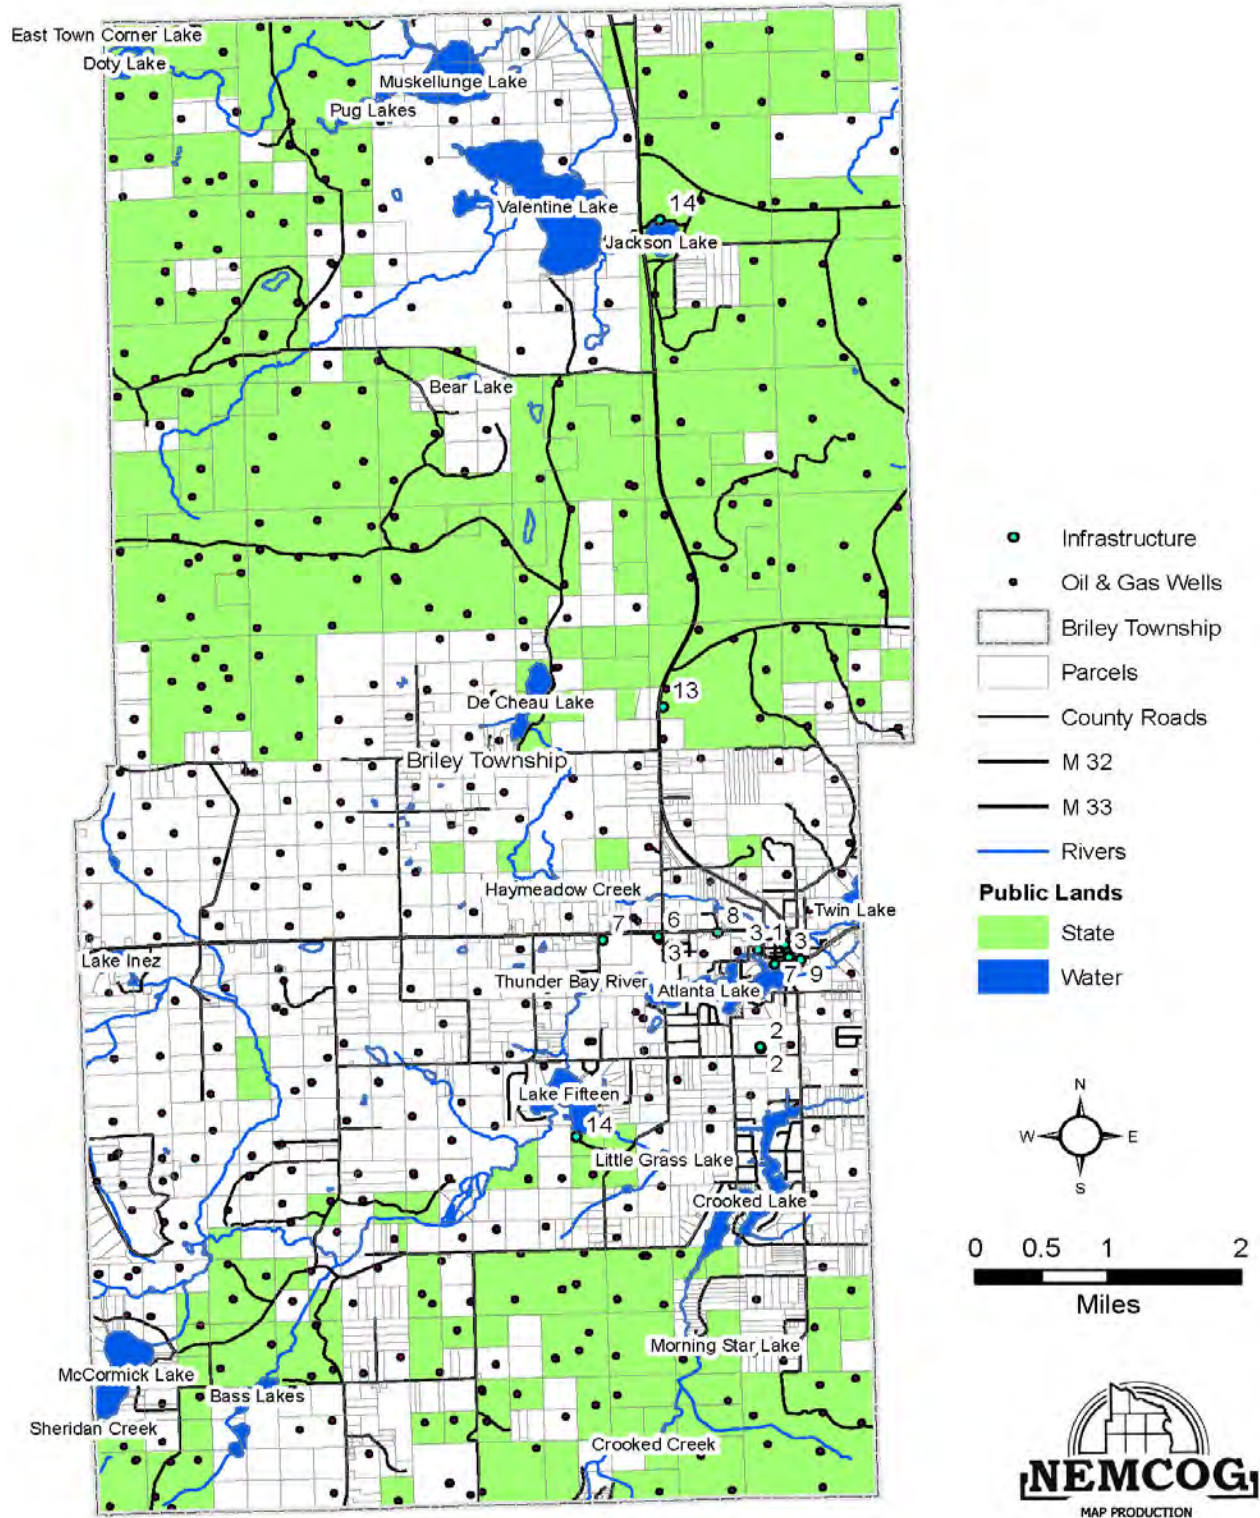 East Town Corner Lake
Doty Lake
Muskellunge Lake
Pug Lakes
Valentine Lake
14
Jackson Lake
Bear Lake
13
De Cheau Lake
Briley Township
Haymeadow Creek
Twin Lake
7
6
8
3
1
3
3
Lake Inez
7
9
Thunder Bay River
Atlanta Lake
2
2
Lake Fifteen
14
Little Grass Lake
Crooked Lake
Morning Star Lake
McCormick Lake
Bass Lakes
Sheridan Creek
Crooked Creek
Infrastructure
Oil & Gas Wells
Briley Township
Parcels
County Roads
M 32
M 33
Rivers
Public Lands
State
Water
N
W E
S
0 0.5 1 2
Miles
NEMCOG
MAP PRODUCTION